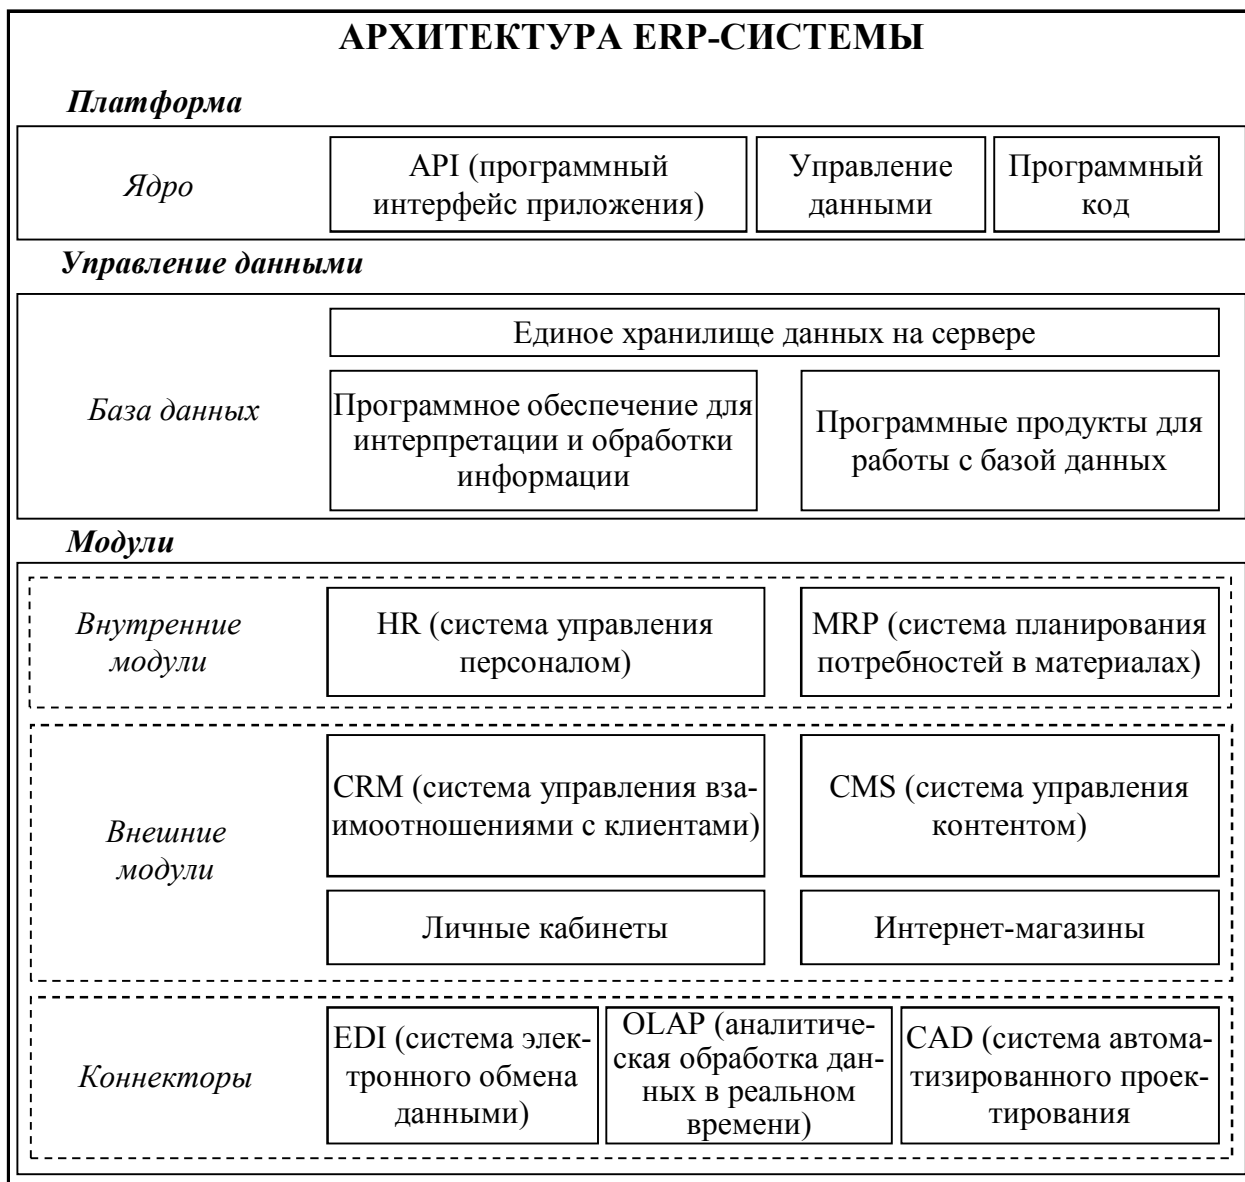 АРХИТЕКТУРА ERP-СИСТЕМЫ
Платформа
Ядро
API (программный
интерфейс приложения)
Управление
данными
Программный
код
Управление данными
База данных
Единое хранилище данных на сервере
Программное обеспечение для
интерпретации и обработки
информации
Программные продукты для
работы с базой данных
Модули
Внутренние
модули
HR (система управления
персоналом)
MRP (система планирования
потребностей в материалах)
Внешние
модули
CRM (система управления вза-
имоотношениями с клиентами)
CMS (система управления
контентом)
Личные кабинеты
Интернет-магазины
Коннекторы
EDI (система элек-
тронного обмена
данными)
OLAP (аналитиче-
ская обработка дан-
ных в реальном
времени)
CAD (система автома-
тизированного проек-
тирования